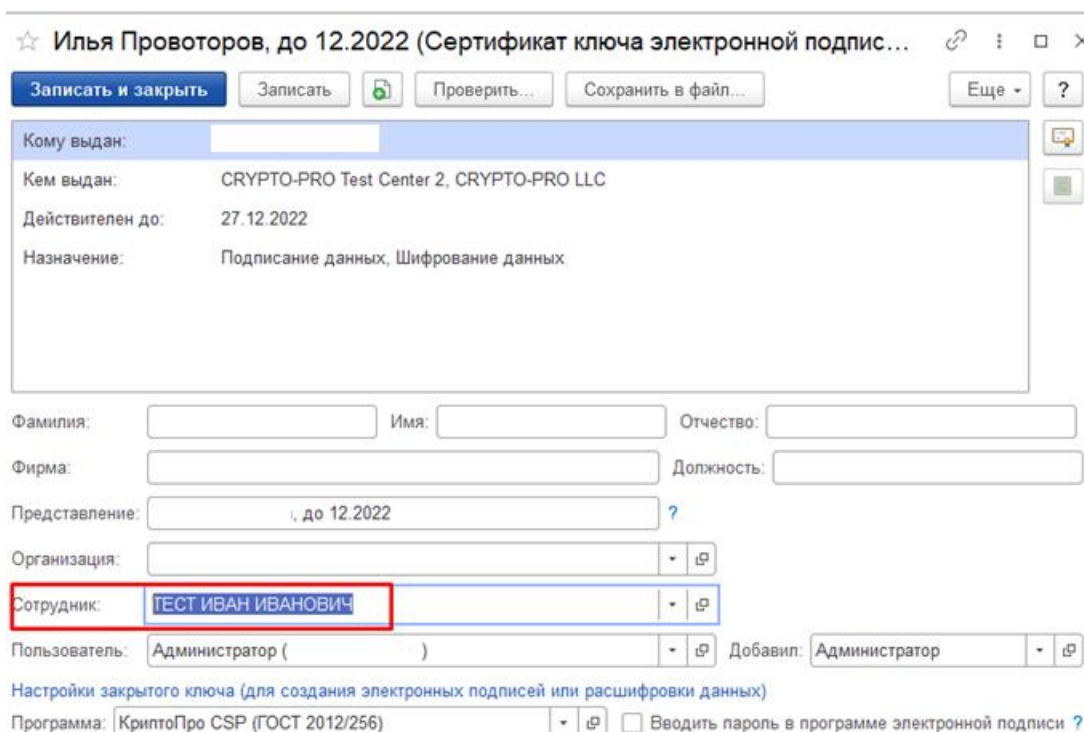 Илья Провоторов, до 12.2022 (Сертификат ключа электронной подпис...
Записать и закрыть Записать Проверить... Сохранить в файл... Еще ?
Кому выдан:
Кем выдан: CRYPTO-PRO Test Center 2, CRYPTO-PRO LLC
Действителен до: 27.12.2022
Назначение: Подписание данных, Шифрование данных
Фамилия: Имя: Отчество:
Фирма: Должность:
Представление: , до 12.2022 ?
Организация:
Сотрудник: ТЕСТ ИВАН ИВАНОВИЧ
Пользователь: Администратор ( ) Добавил: Администратор
Настройки закрытого ключа (для создания электронных подписей или расшифровки данных)
Программа: КриптоПро CSP (ГОСТ 2012/256) Вводить пароль в программе электронной подписи ?